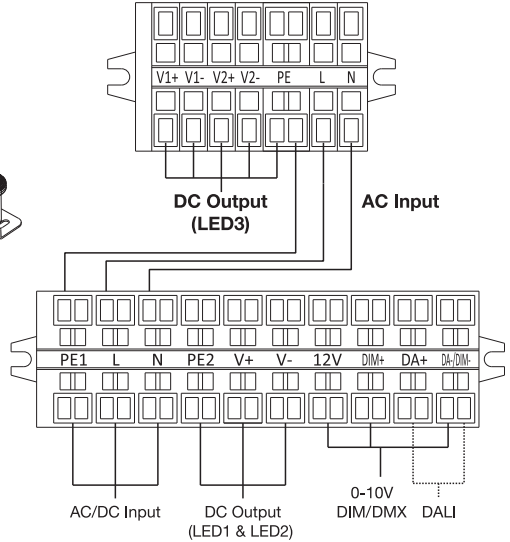 V1+ V1- V2+ V2- PE L N
DC Output
(LED3)
AC Input
PE1 L N PE2 V+ V- 12V DIM+ DA+ DA-/DIM-
AC/DC Input
DC Output
(LED1 & LED2)
0-10V
DIM/DMX
DALI